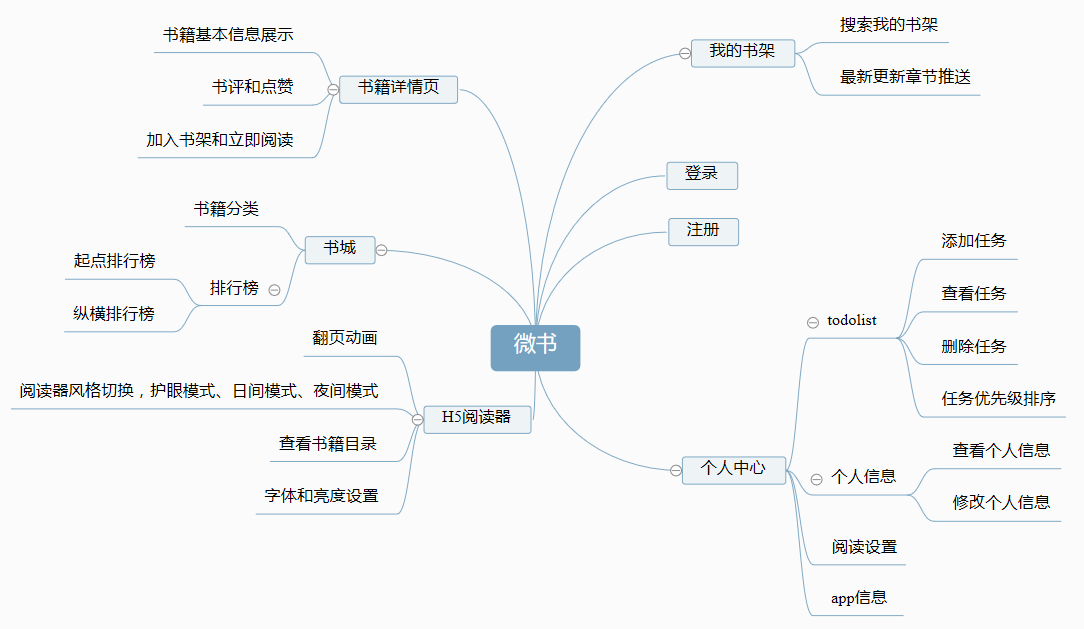 微书
书籍详情页
书籍基本信息展示
书评和点赞
加入书架和立即阅读
书城
书籍分类
排行榜
起点排行榜
纵横排行榜
H5阅读器
翻页动画
阅读器风格切换，护眼模式、日间模式、夜间模式
查看书籍目录
字体和亮度设置
我的书架
搜索我的书架
最新更新章节推送
登录
注册
个人中心
todolist
添加任务
查看任务
删除任务
任务优先级排序
个人信息
查看个人信息
修改个人信息
阅读设置
app信息